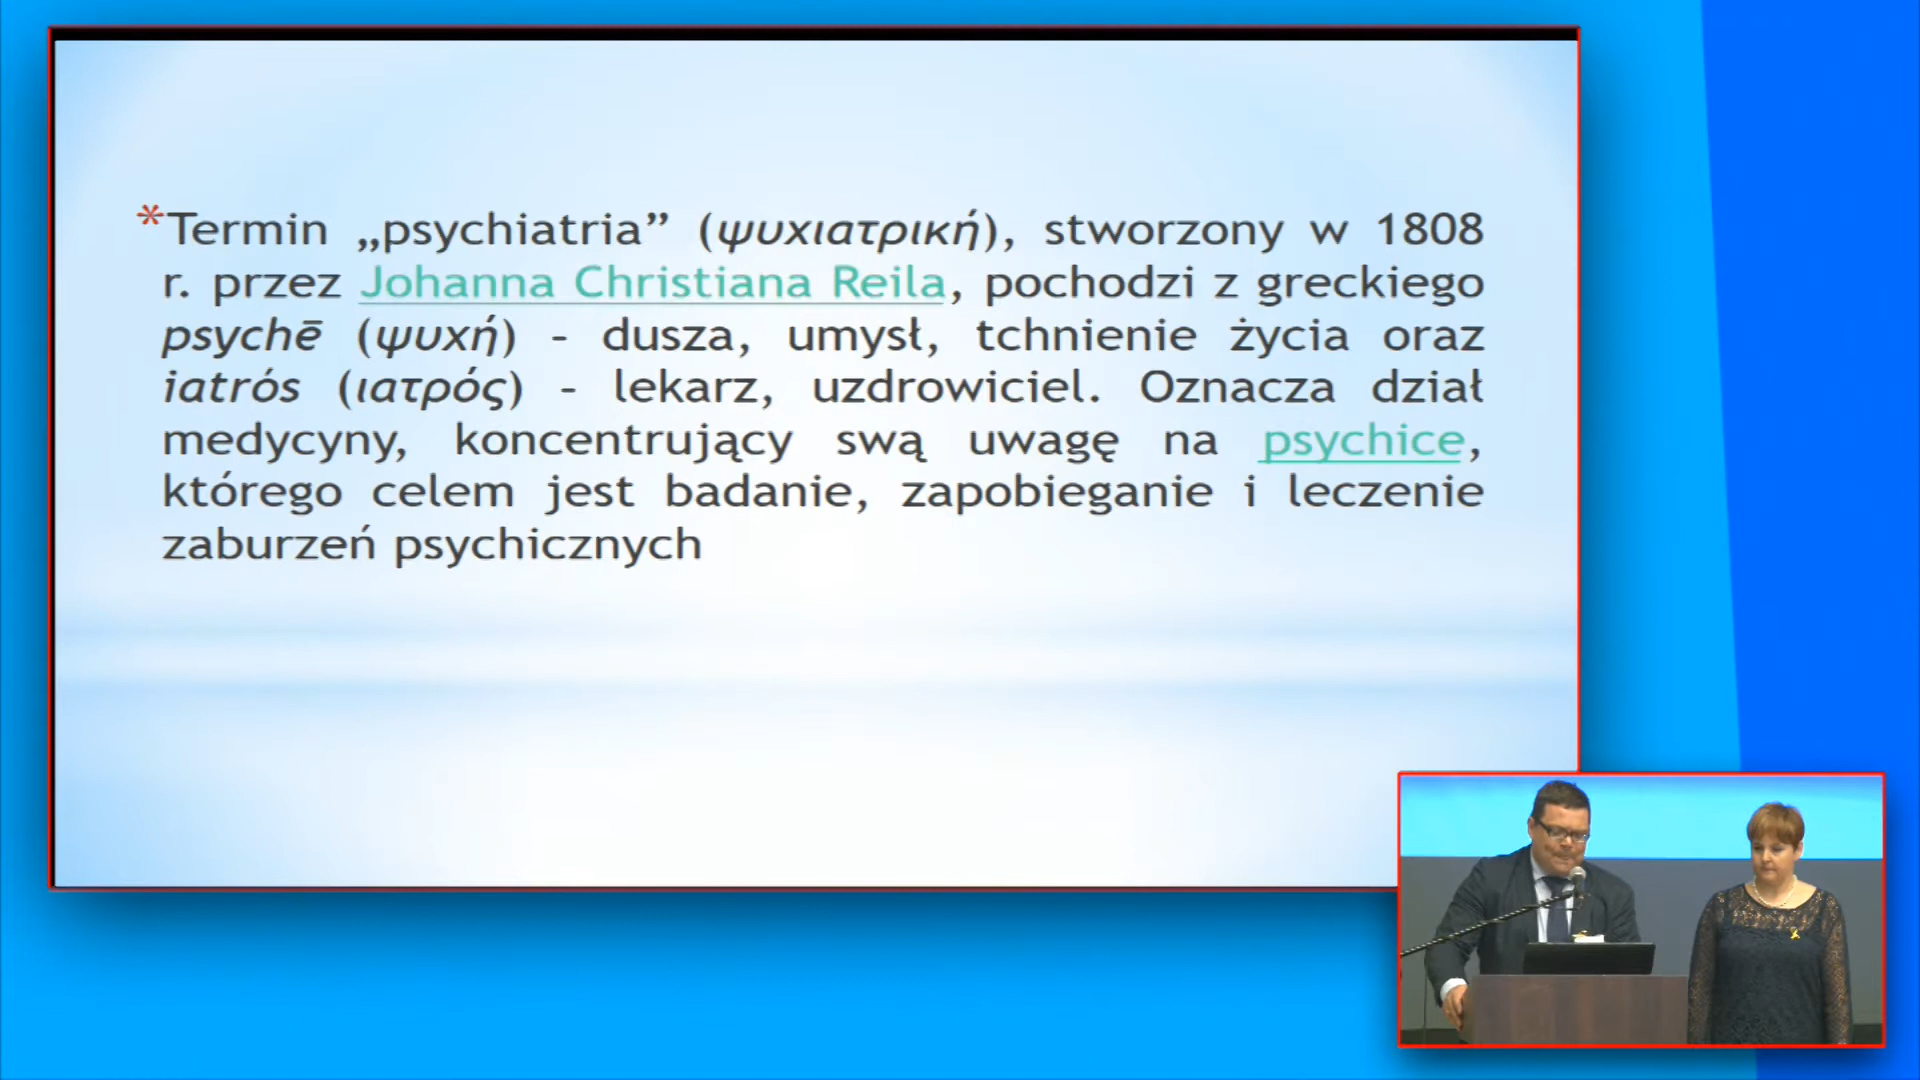 *Termin „psychiatria” (ψυχιατρική), stworzony w 1808
r. przez Johanna Christiana Reila, pochodzi z greckiego
psychē (ψυχή) - dusza, umysł, tchnienie życia oraz
iatrós (ιατρός) - lekarz, uzdrowiciel. Oznacza dział
medycyny, koncentrujący swą uwagę na psychice,
którego celem jest badanie, zapobieganie i leczenie
zaburzeń psychicznych